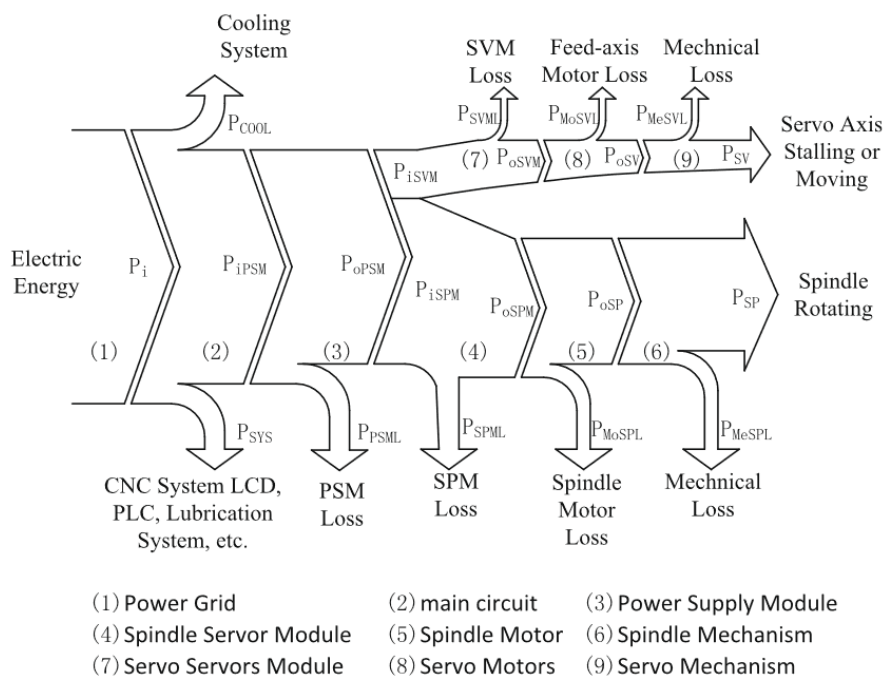 Cooling
System
SVM
Loss
Feed-axis
Motor Loss
Mechnical
Loss
P_COOL
P_SVML
P_MoSVL
P_MeSVL
Servo Axis
Stalling or
Moving
(7)
P_oSVM
(8)
P_oSV
(9)
P_SV
P_iSVM
Electric
Energy
P_i
P_iPSM
P_oPSM
P_iSPM
P_oSPM
P_oSP
P_SP
Spindle
Rotating
(1)
(2)
(3)
(4)
(5)
(6)
P_SYS
P_PSML
P_SPML
P_MoSPL
P_MeSPL
CNC System LCD,
PLC, Lubrication
System, etc.
PSM
Loss
SPM
Loss
Spindle
Motor
Loss
Mechnical
Loss
(1) Power Grid
(2) main circuit
(3) Power Supply Module
(4) Spindle Servor Module
(5) Spindle Motor
(6) Spindle Mechanism
(7) Servo Servors Module
(8) Servo Motors
(9) Servo Mechanism